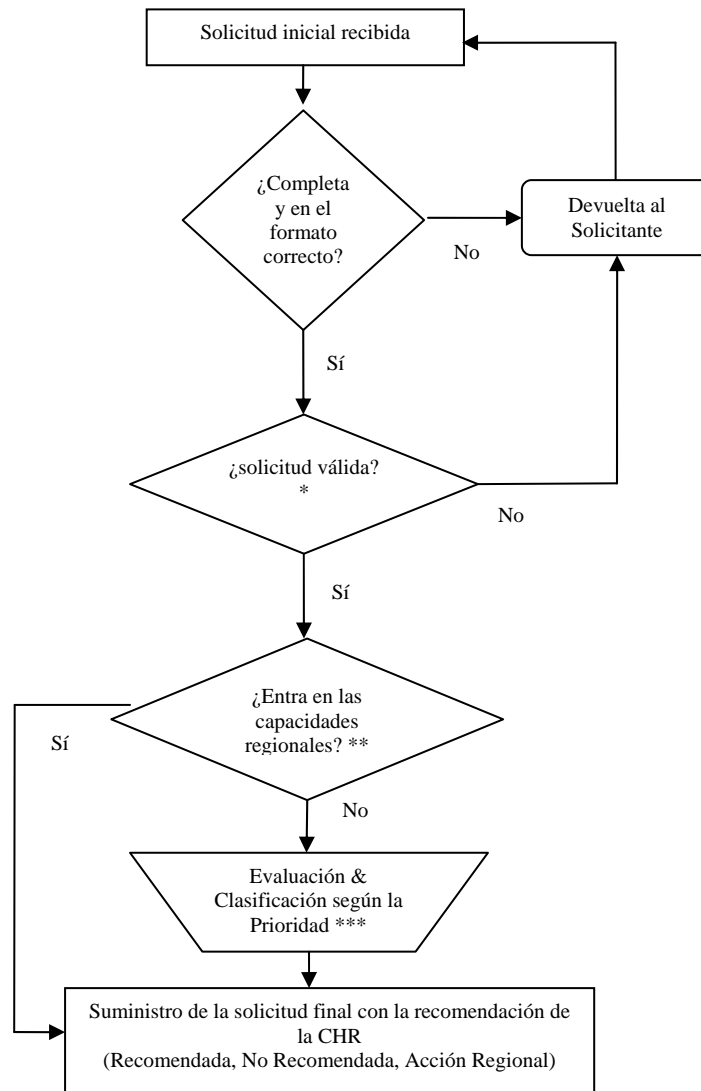 Solicitud inicial recibida
¿Completa
y en el
formato
correcto?
No
Devuelta al
Solicitante
Sí
¿solicitud válida?
*
No
Sí
¿Entra en las
capacidades
regionales? **
Sí
No
Evaluación &
Clasificación según la
Prioridad ***
Suministro de la solicitud final con la recomendación de
la CHR
(Recomendada, No Recomendada, Acción Regional)